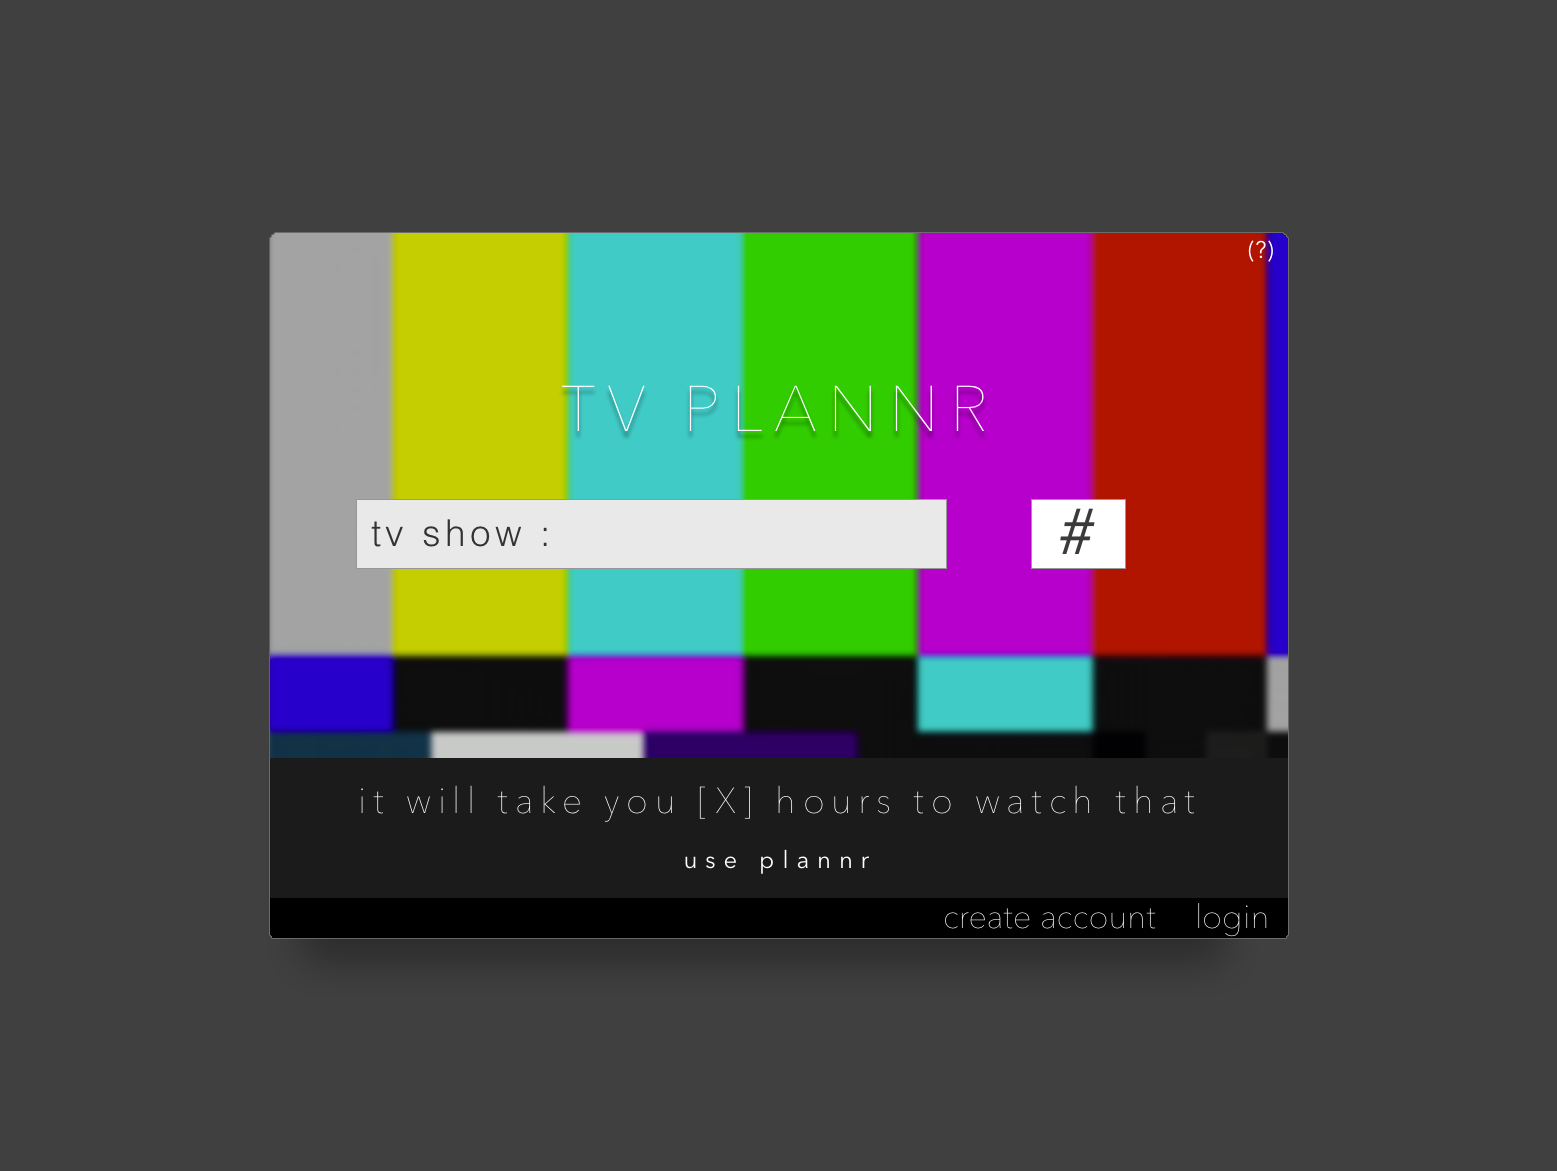 (?)
TV PLANNR
tv show : #
it will take you [X] hours to watch that
use plannr
create account login